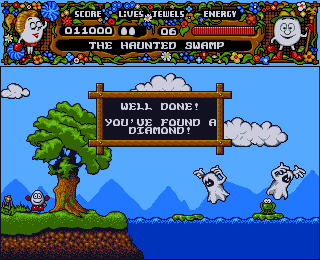 SCORE LIVES JEWELS ENERGY
011000 06
THE HAUNTED SWAMP
WELL DONE!
YOU'VE FOUND A
DIAMOND!